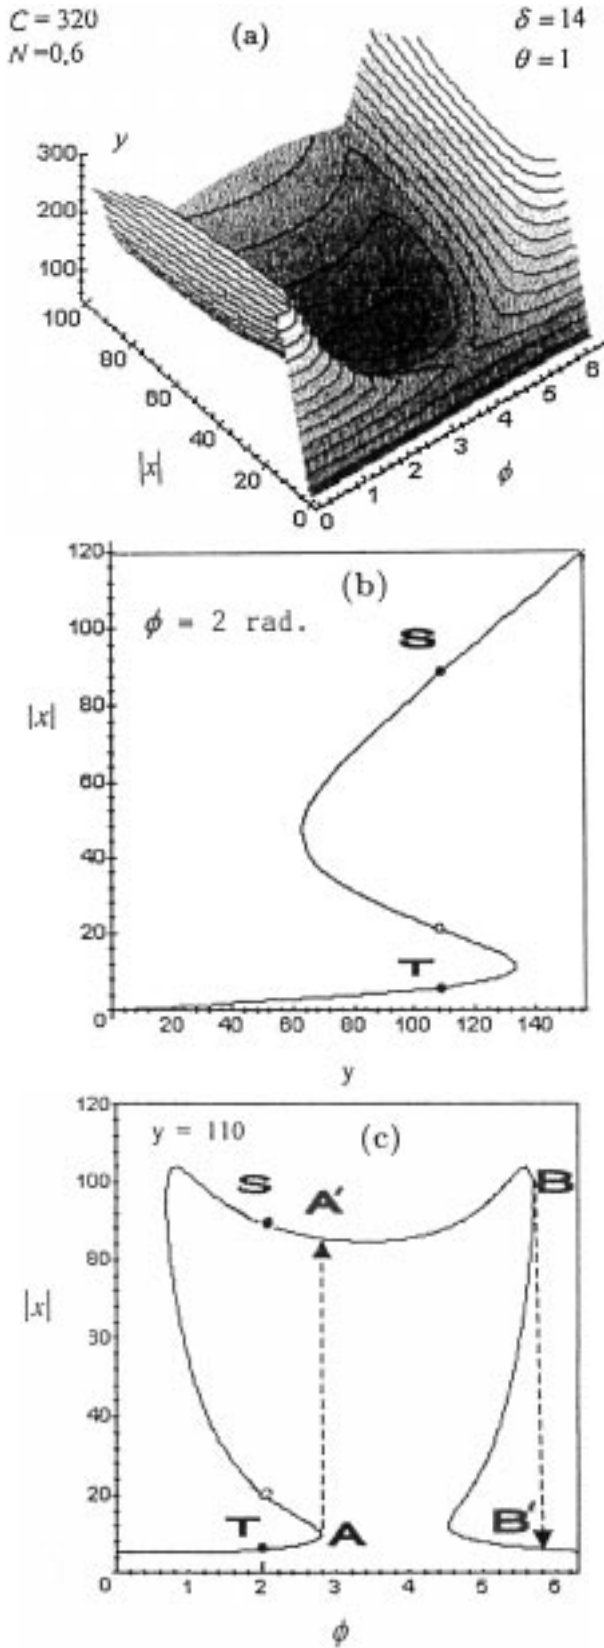 C = 320 (a) δ = 14
N = 0,6 θ = 1
y
300
200
100
100
80
60
40
20
0
|x|
0 1 2 3 4 5 6
ϕ
120
(b)
ϕ = 2 rad.
100
S
80
|x|
60
40
20
T
0
20 40 60 80 100 120 140
y
120
y = 110 (c)
100
S A′ B
80
|x|
30
40
20
T A B′
0
1 2 3 4 5 6
ϕ